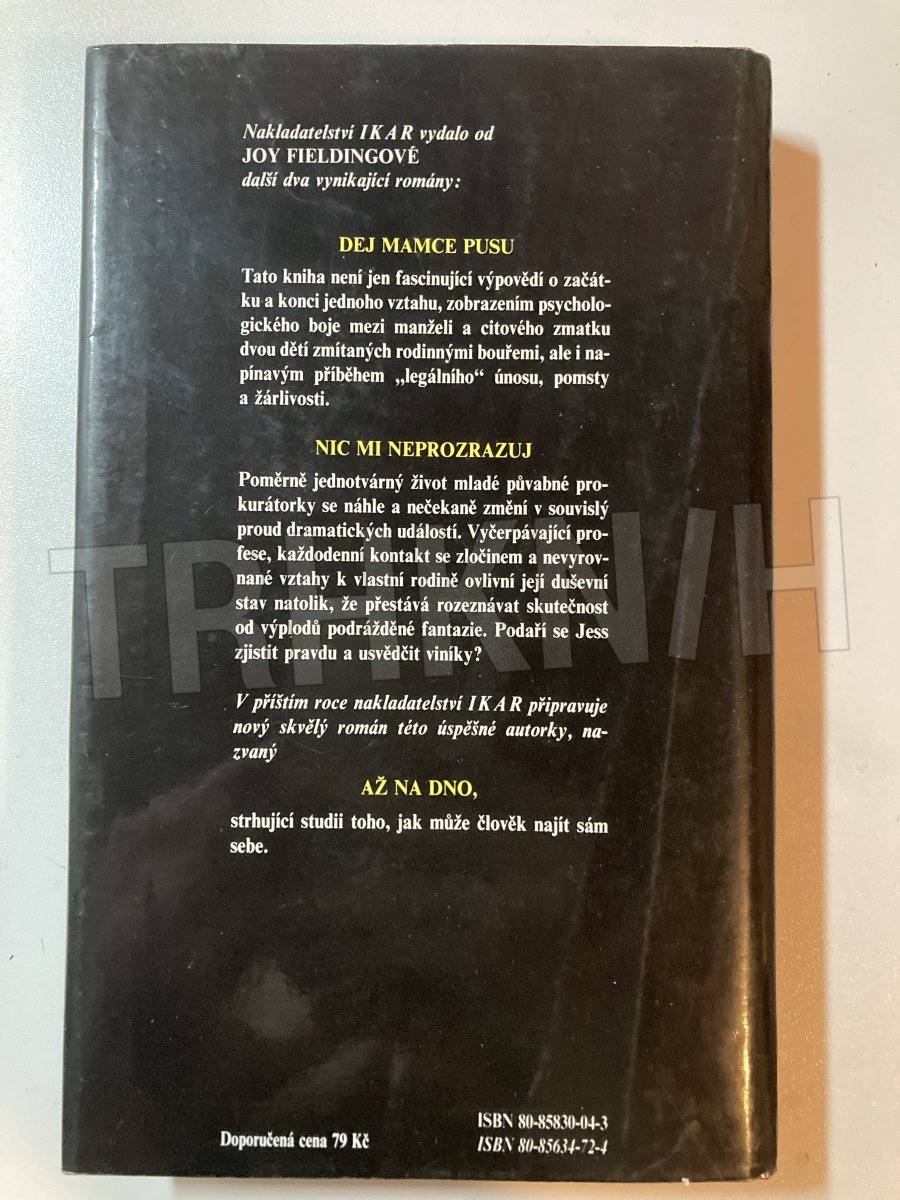 Nakladatelství IKAR vydalo od
JOY FIELDINGOVÉ
další dva vynikající romány:
DEJ MAMCE PUSU
Tato kniha není jen fascinující výpovědí o začát-
ku a konci jednoho vztahu, zobrazením psycholo-
gického boje mezi manželi a citového zmatku
dvou dětí zmítaných rodinnými bouřemi, ale i na-
pínavým příběhem „legálního“ únosu, pomsty
a žárlivosti.
NIC MI NEPROZRAZUJ
Poměrně jednotvárný život mladé půvabné pro-
kurátorky se náhle a nečekaně změní v souvislý
proud dramatických událostí. Vyčerpávající pro-
fese, každodenní kontakt se zločinem a nevyrov-
nané vztahy k vlastní rodině ovlivní její duševní
stav natolik, že přestává rozeznávat skutečnost
od výplodů podrážděné fantazie. Podaří se Jess
zjistit pravdu a usvědčit viníky?
V příštím roce nakladatelství IKAR připravuje
nový skvělý román této úspěšné autorky, na-
zvaný
AŽ NA DNO,
strhující studii toho, jak může člověk najít sám
sebe.
ISBN 80-85830-04-3
Doporučená cena 79 Kč
ISBN 80-85634-72-4
TRHKNIH